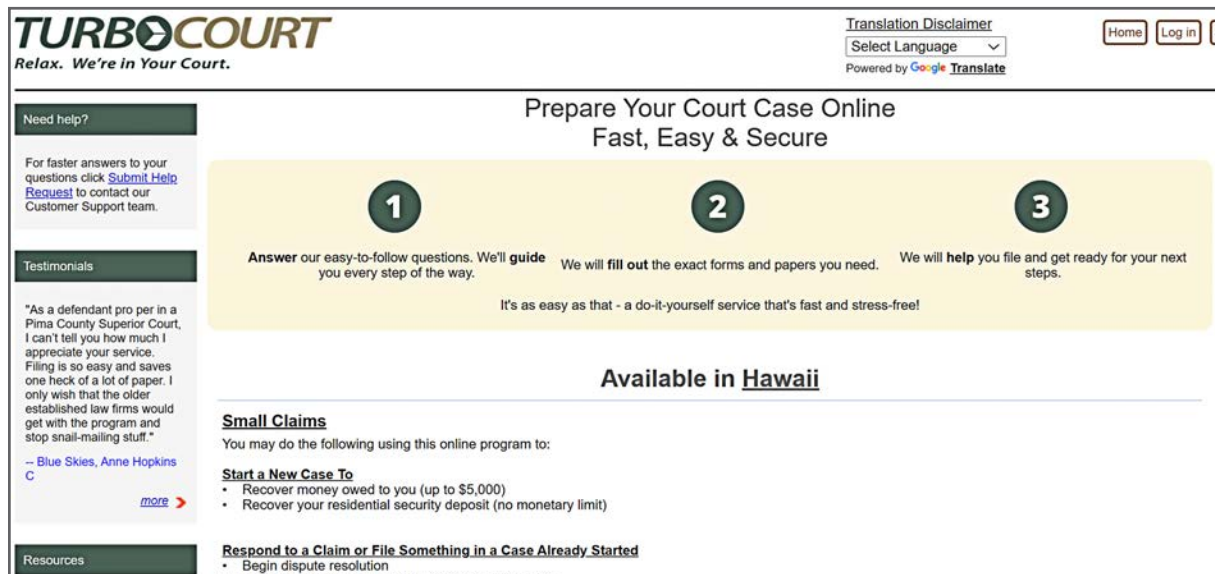 TURBOCOURT
Relax. We're in Your Court.
Translation Disclaimer
Select Language
Powered by Google Translate
Home
Log in
Need help?
For faster answers to your
questions click Submit Help
Request to contact our
Customer Support team.
Testimonials
"As a defendant pro per in a
Pima County Superior Court,
I can't tell you how much I
appreciate your service.
Filing is so easy and saves
one heck of a lot of paper. I
only wish that the older
established law firms would
get with the program and
stop snail-mailing stuff."
-- Blue Skies, Anne Hopkins
C
more
Resources
Prepare Your Court Case Online
Fast, Easy & Secure
1
Answer our easy-to-follow questions. We'll guide
you every step of the way.
2
We will fill out the exact forms and papers you need.
3
We will help you file and get ready for your next
steps.
It's as easy as that - a do-it-yourself service that's fast and stress-free!
Available in Hawaii
Small Claims
You may do the following using this online program to:
Start a New Case To
• Recover money owed to you (up to $5,000)
• Recover your residential security deposit (no monetary limit)
Respond to a Claim or File Something in a Case Already Started
• Begin dispute resolution